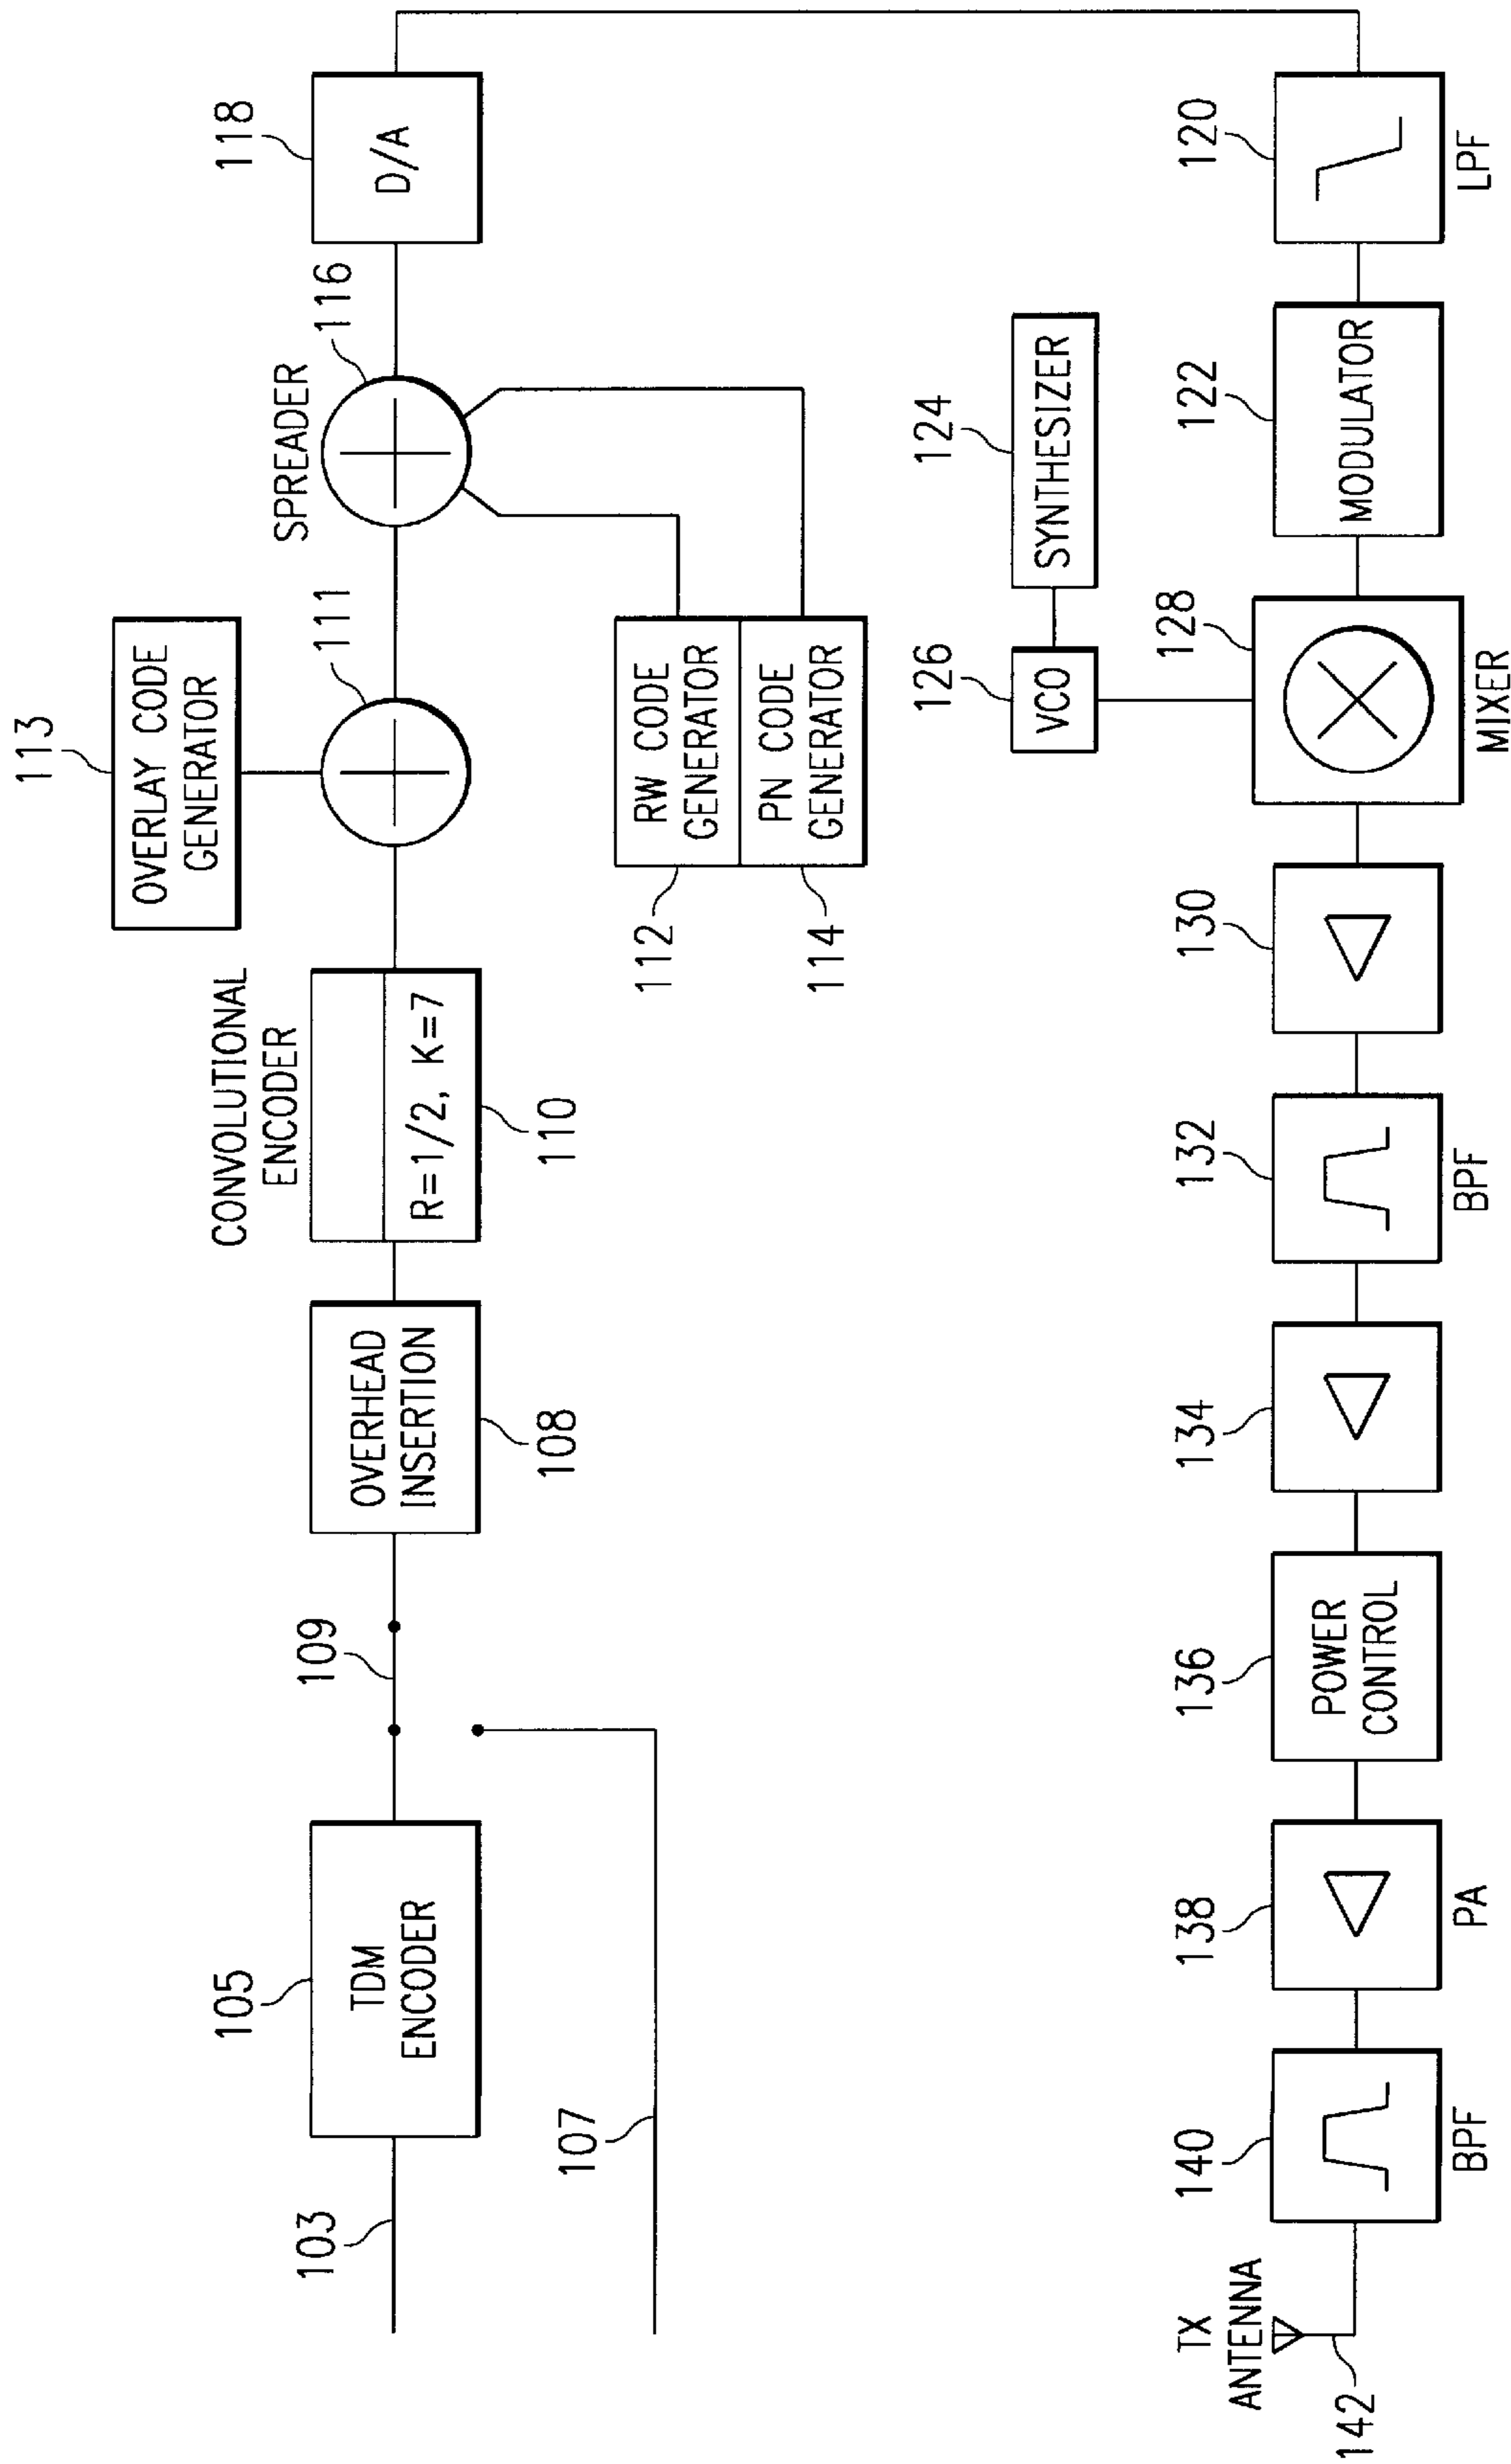 113
OVERLAY CODE
GENERATOR
103
105
TDM
ENCODER
107
109
OVERHEAD
INSERTION
108
CONVOLUTIONAL
ENCODER
R=1/2, K=7
110
111
SPREADER
116
118
D/A
112
RW CODE
GENERATOR
114
PN CODE
GENERATOR
124
SYNTHESIZER
126
VCO
TX
ANTENNA
142
140
BPF
138
PA
136
POWER
CONTROL
134
132
BPF
130
128
MIXER
122
MODULATOR
120
LPF